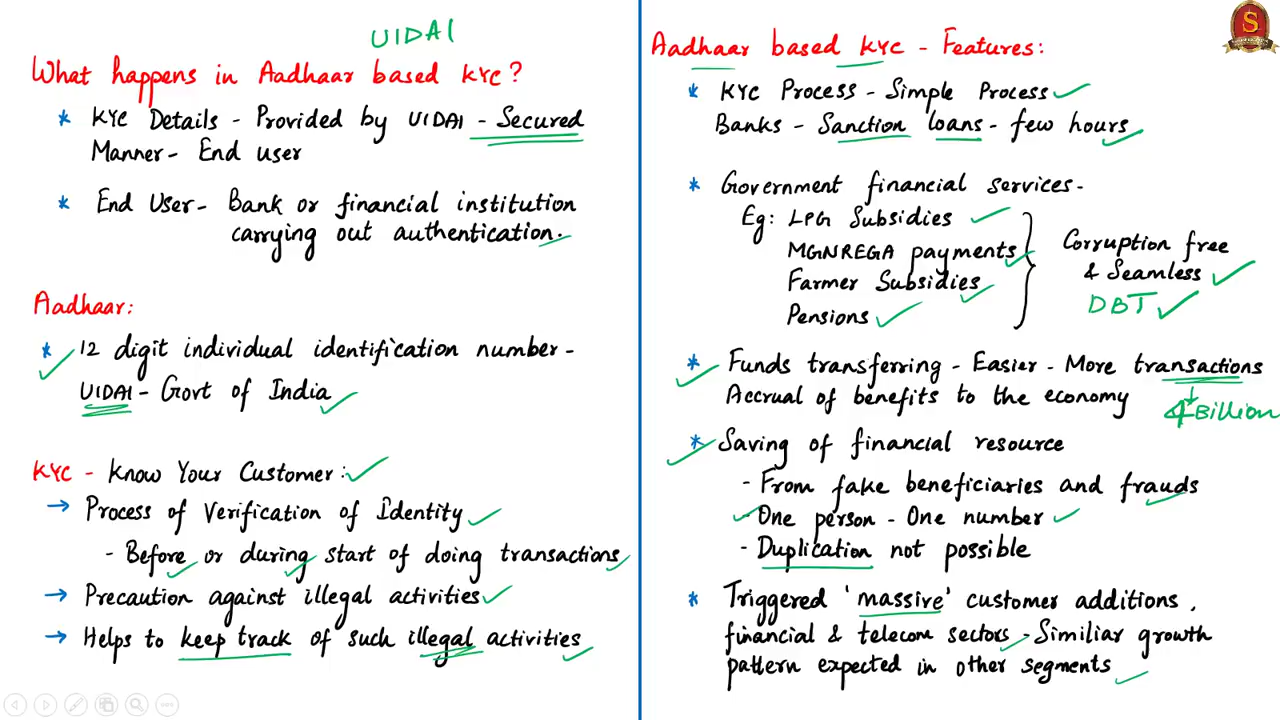 UIDAI
What happens in Aadhaar based KYC?
* KYC Details - Provided by UIDAI - Secured
Manner - End user
* End User - Bank or financial institution
carrying out authentication.
Aadhaar:
* 12 digit individual identification number -
UIDAI - Govt of India
KYC - Know Your Customer:
→ Process of Verification of Identity
- Before or during start of doing transactions
→ Precaution against illegal activities
→ Helps to keep track of such illegal activities
S
Aadhaar based KYC - Features:
* KYC Process - Simple Process
Banks - Sanction loans - few hours
* Government financial services -
Eg: LPG Subsidies
MGNREGA payments
Farmer Subsidies
Pensions
Corruption free
& Seamless
DBT
* Funds transferring - Easier - More transactions
Accrual of benefits to the economy
Billion
* Saving of financial resource
- From fake beneficiaries and frauds
- One person - One number
- Duplication not possible
* Triggered 'massive' customer additions,
financial & telecom sectors - Similiar growth
pattern expected in other segments